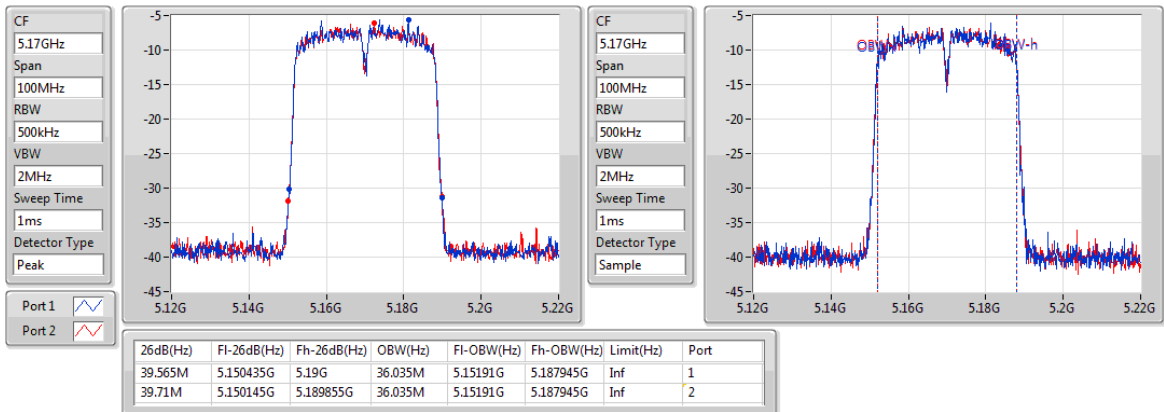 CF
5.17GHz
Span
100MHz
RBW
500kHz
VBW
2MHz
Sweep Time
1ms
Detector Type
Peak
Port 1
Port 2
-5
-10
-15
-20
-25
-30
-35
-40
-45
5.12G 5.14G 5.16G 5.18G 5.2G 5.22G
CF
5.17GHz
Span
100MHz
RBW
500kHz
VBW
2MHz
Sweep Time
1ms
Detector Type
Sample
-5
-10
-15
-20
-25
-30
-35
-40
-45
5.12G 5.14G 5.16G 5.18G 5.2G 5.22G
26dB(Hz) Fl-26dB(Hz) Fh-26dB(Hz) OBW(Hz) Fl-OBW(Hz) Fh-OBW(Hz) Limit(Hz) Port
39.565M 5.150435G 5.19G 36.035M 5.15191G 5.187945G Inf 1
39.71M 5.150145G 5.189855G 36.035M 5.15191G 5.187945G Inf 2